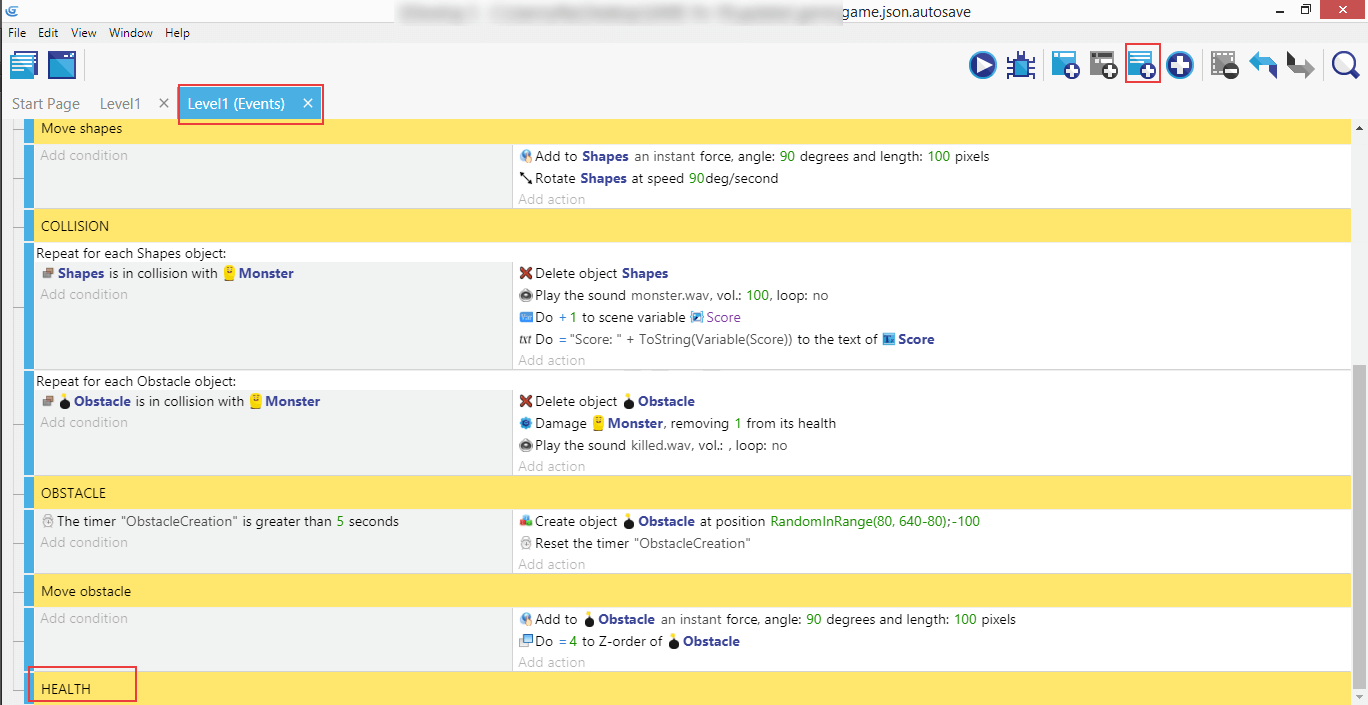 game.json.autosave
File Edit View Window Help
Start Page Level1 × Level1 (Events) ×
Move shapes
Add condition
Add to Shapes an instant force, angle: 90 degrees and length: 100 pixels
Rotate Shapes at speed 90deg/second
Add action
COLLISION
Repeat for each Shapes object:
Shapes is in collision with Monster
Add condition
Delete object Shapes
Play the sound monster.wav, vol.: 100, loop: no
Do + 1 to scene variable Score
Do = "Score: " + ToString(Variable(Score)) to the text of Score
Add action
Repeat for each Obstacle object:
Obstacle is in collision with Monster
Add condition
Delete object Obstacle
Damage Monster, removing 1 from its health
Play the sound killed.wav, vol.: , loop: no
Add action
OBSTACLE
The timer "ObstacleCreation" is greater than 5 seconds
Add condition
Create object Obstacle at position RandomInRange(80, 640-80);-100
Reset the timer "ObstacleCreation"
Add action
Move obstacle
Add condition
Add to Obstacle an instant force, angle: 90 degrees and length: 100 pixels
Do = 4 to Z-order of Obstacle
Add action
HEALTH